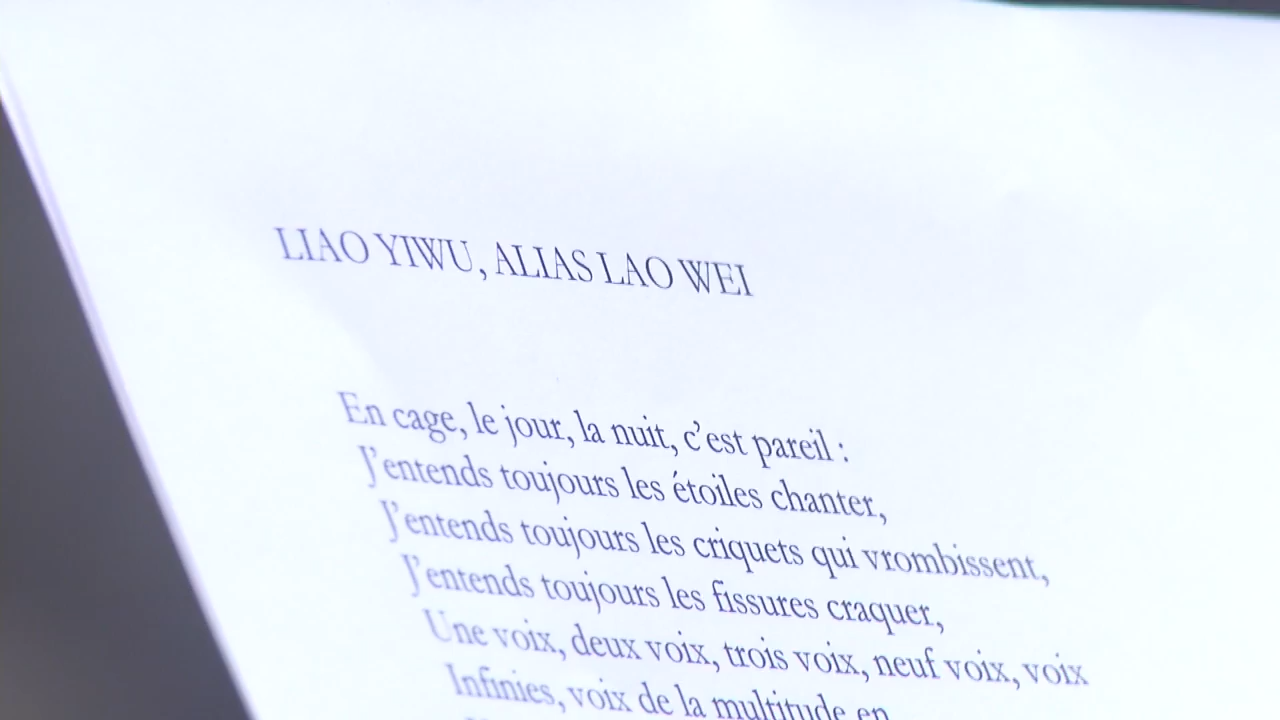 LIAO YIWU, ALIAS LAO WEI
En cage, le jour, la nuit, c'est pareil :
J'entends toujours les étoiles chanter,
J'entends toujours les criquets qui vrombissent,
J'entends toujours les fissures craquer,
Une voix, deux voix, trois voix, neuf voix, voix
Infinies, voix de la multitude en